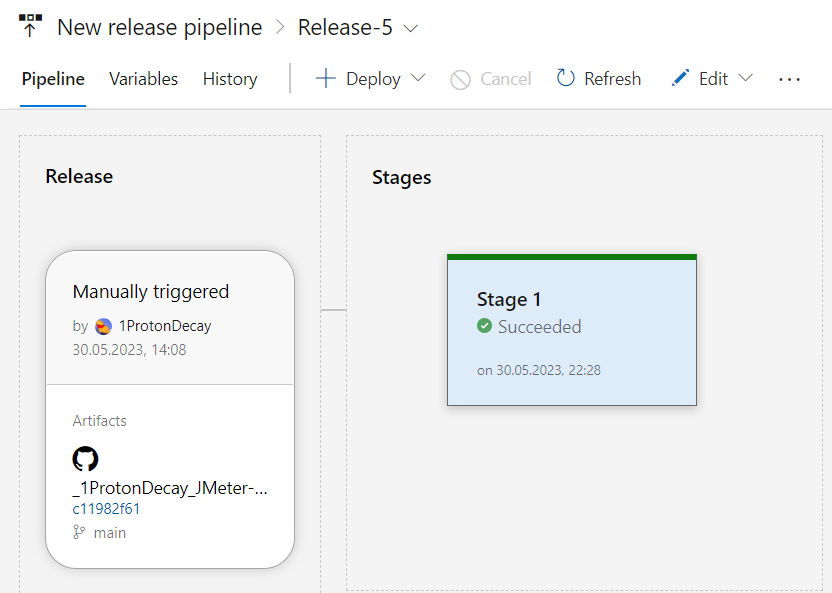 New release pipeline > Release-5
Pipeline Variables History Deploy Cancel Refresh Edit ...
Release
Manually triggered
by 1ProtonDecay
30.05.2023, 14:08
Artifacts
_1ProtonDecay_JMeter-...
c11982f61
main
Stages
Stage 1
Succeeded
on 30.05.2023, 22:28